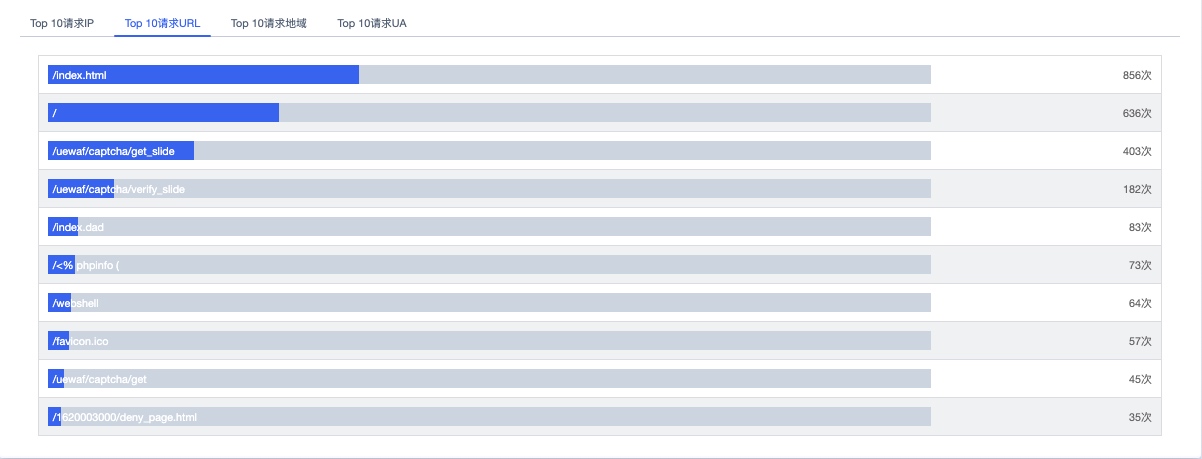 Top 10请求IP Top 10请求URL Top 10请求地域 Top 10请求UA
/index.html 856次
/ 636次
/uewaf/captcha/get_slide 403次
/uewaf/captcha/verify_slide 182次
/index.dad 83次
/<% phpinfo ( 73次
/webshell 64次
/favicon.ico 57次
/uewaf/captcha/get 45次
/1620003000/deny_page.html 35次